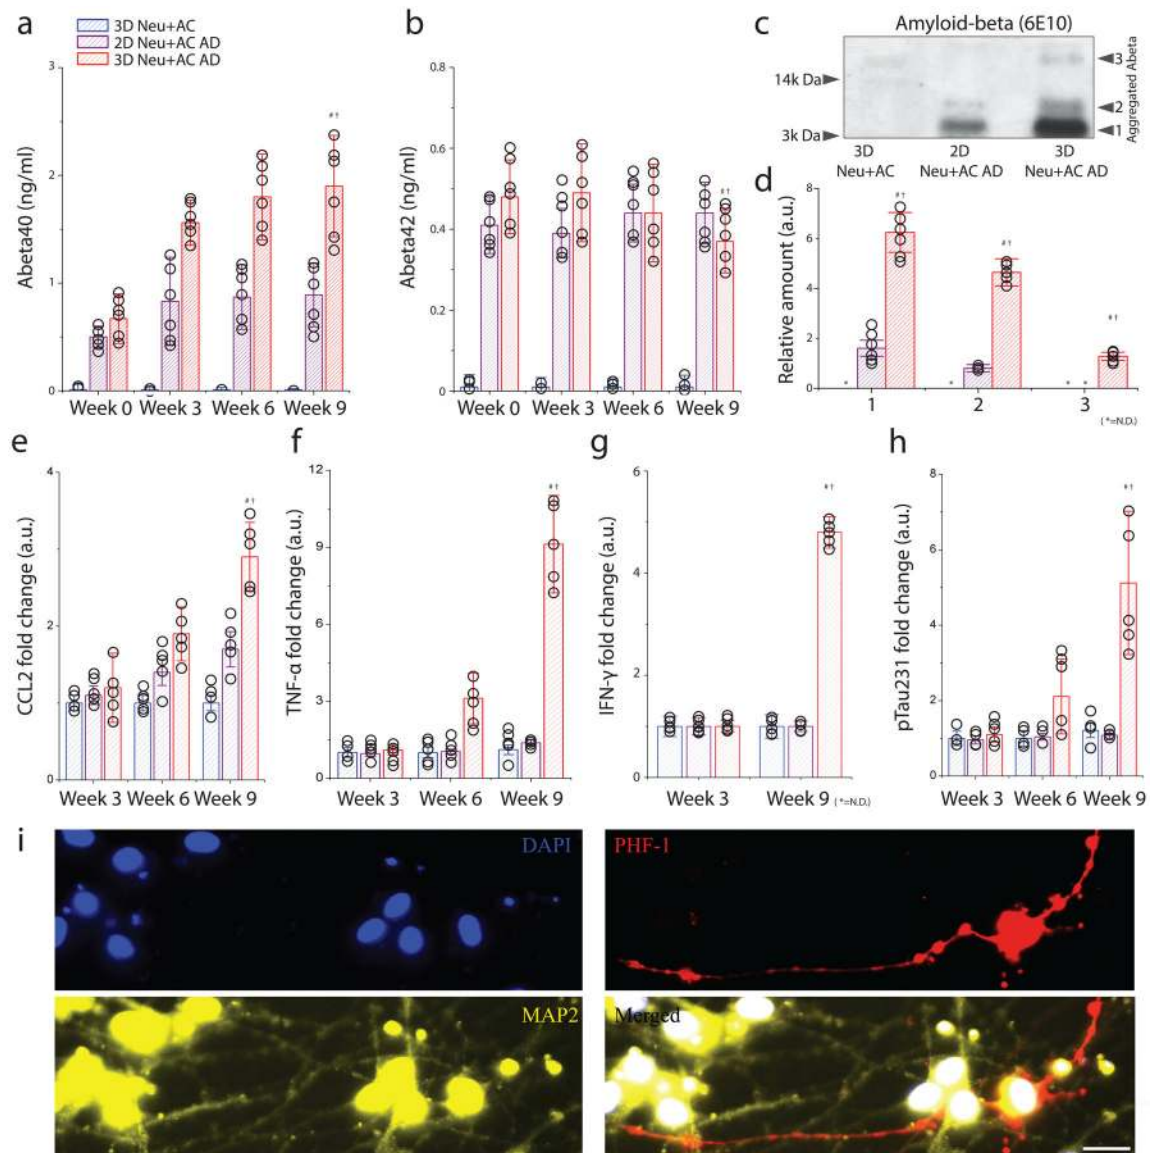 a
3D Neu+AC
2D Neu+AC AD
3D Neu+AC AD
Abeta40 (ng/ml)
3
2
1
0
#†
Week 0 Week 3 Week 6 Week 9
b
Abeta42 (ng/ml)
0.8
0.6
0.4
0.2
0
#†
Week 0 Week 3 Week 6 Week 9
c
Amyloid-beta (6E10)
14k Da
3k Da
3
2
1
Aggregated Abeta
3D 2D 3D
Neu+AC Neu+AC AD Neu+AC AD
d
Relative amount (a.u.)
8
6
4
2
0
#†
#†
#†
* * * *
1 2 3
(*=N.D.)
e
CCL2 fold change (a.u.)
4
2
0
#†
Week 3 Week 6 Week 9
f
TNF-α fold change (a.u.)
12
9
6
3
0
#†
Week 3 Week 6 Week 9
g
IFN-γ fold change (a.u.)
6
4
2
0
#†
Week 3 Week 9 (*=N.D.)
h
pTau231 fold change (a.u.)
8
6
4
2
0
#†
Week 3 Week 6 Week 9
i
DAPI
PHF-1
MAP2
Merged